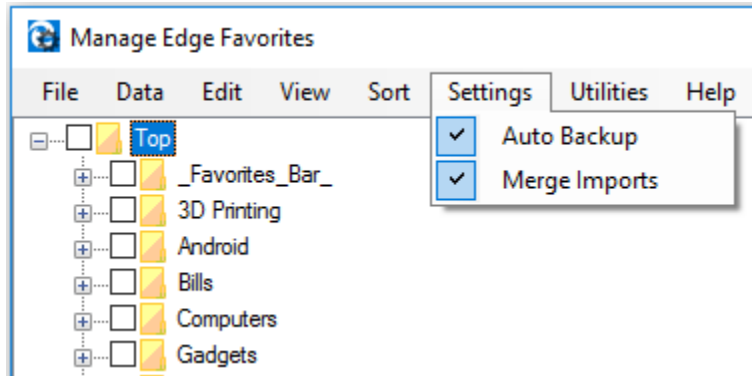 Manage Edge Favorites
File Data Edit View Sort Settings Utilities Help
Auto Backup
Merge Imports
Top
_Favorites_Bar_
3D Printing
Android
Bills
Computers
Gadgets